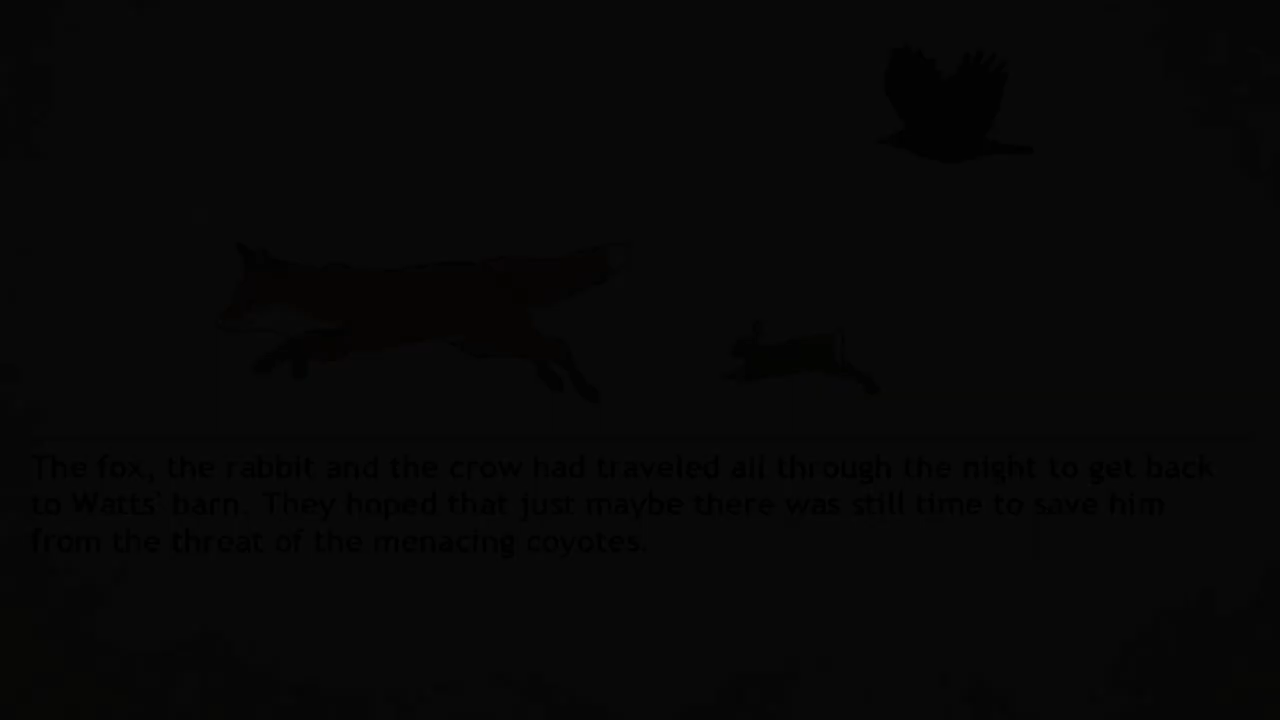 The fox, the rabbit and the crow had traveled all through the night to get back
to Watts' barn. They hoped that just maybe there was still time to save him
from the threat of the menacing coyotes.